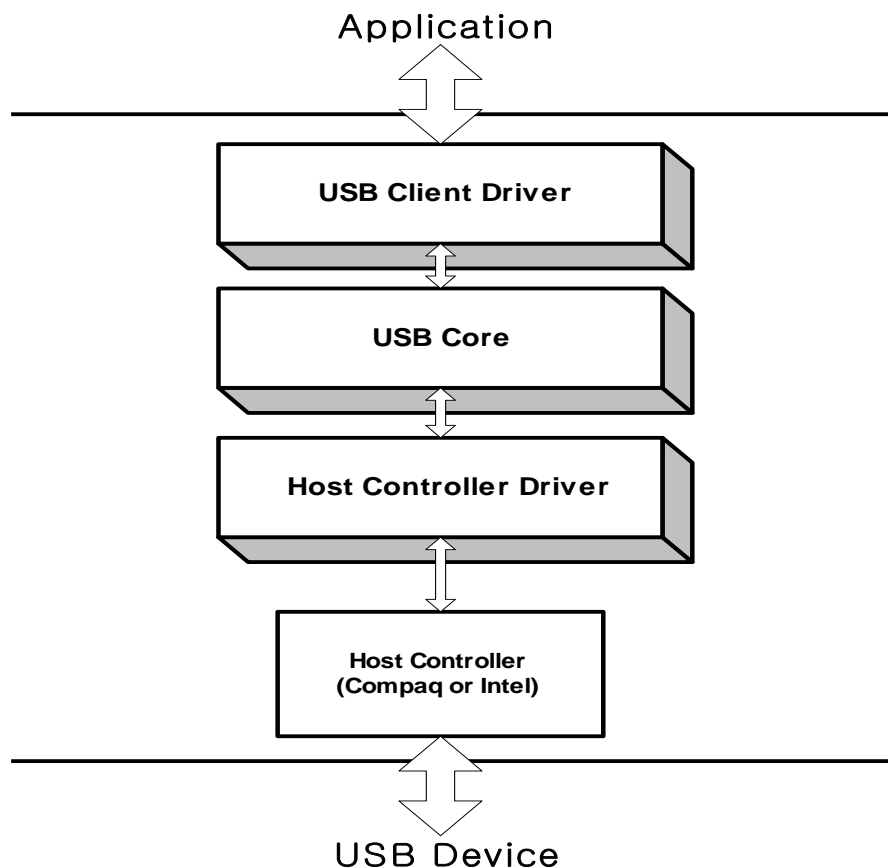 Application
USB Client Driver
USB Core
Host Controller Driver
Host Controller
(Compaq or Intel)
USB Device